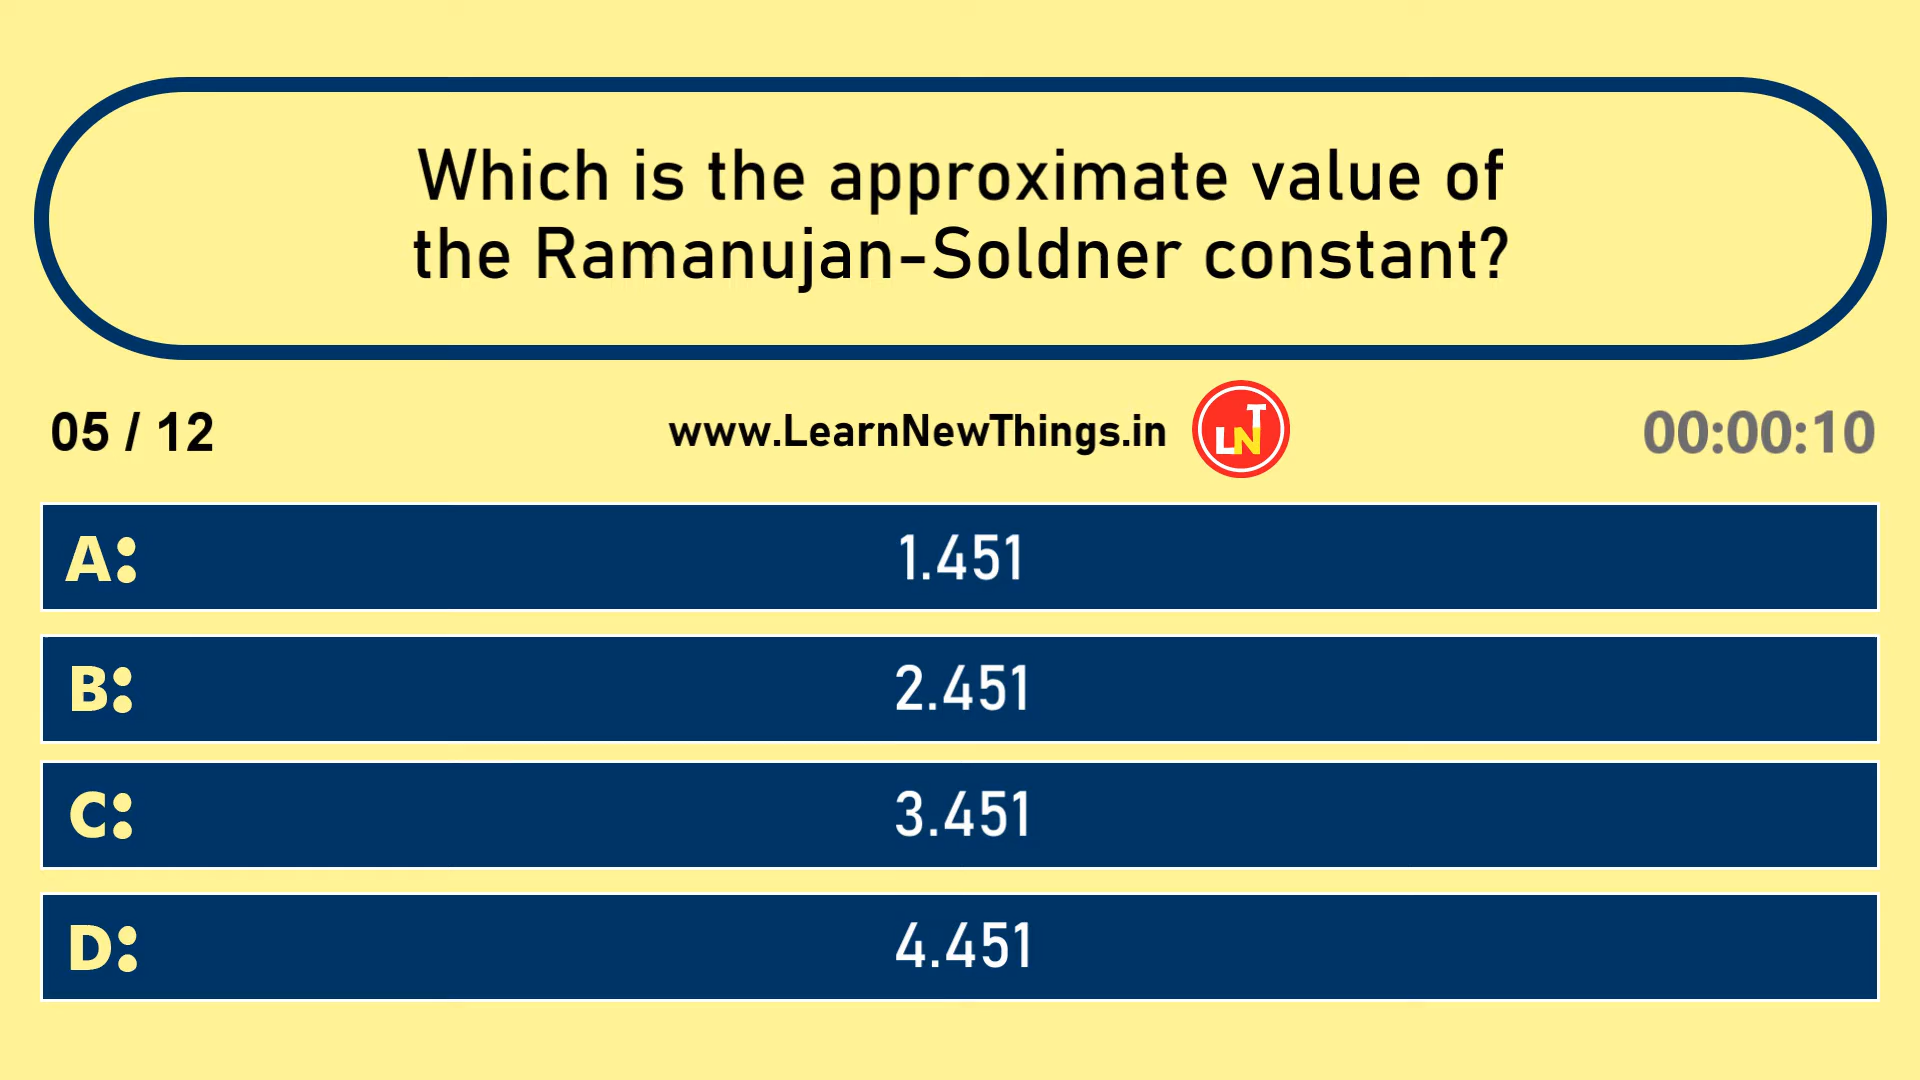 Which is the approximate value of
the Ramanujan-Soldner constant?
05 / 12
www.LearnNewThings.in
LNT
00:00:10
A: 1.451
B: 2.451
C: 3.451
D: 4.451